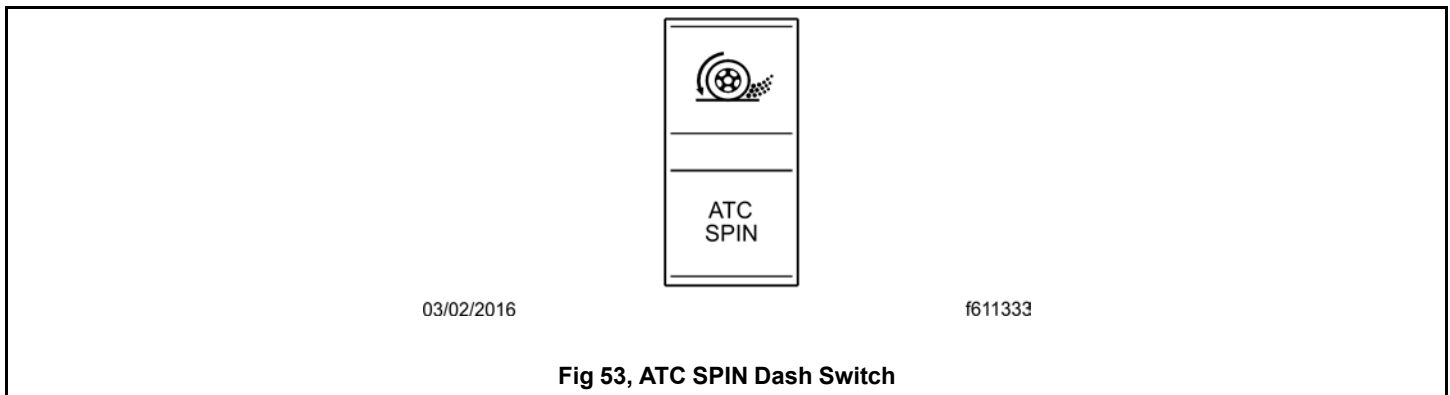 ATC
SPIN
03/02/2016 f611333
Fig 53, ATC SPIN Dash Switch